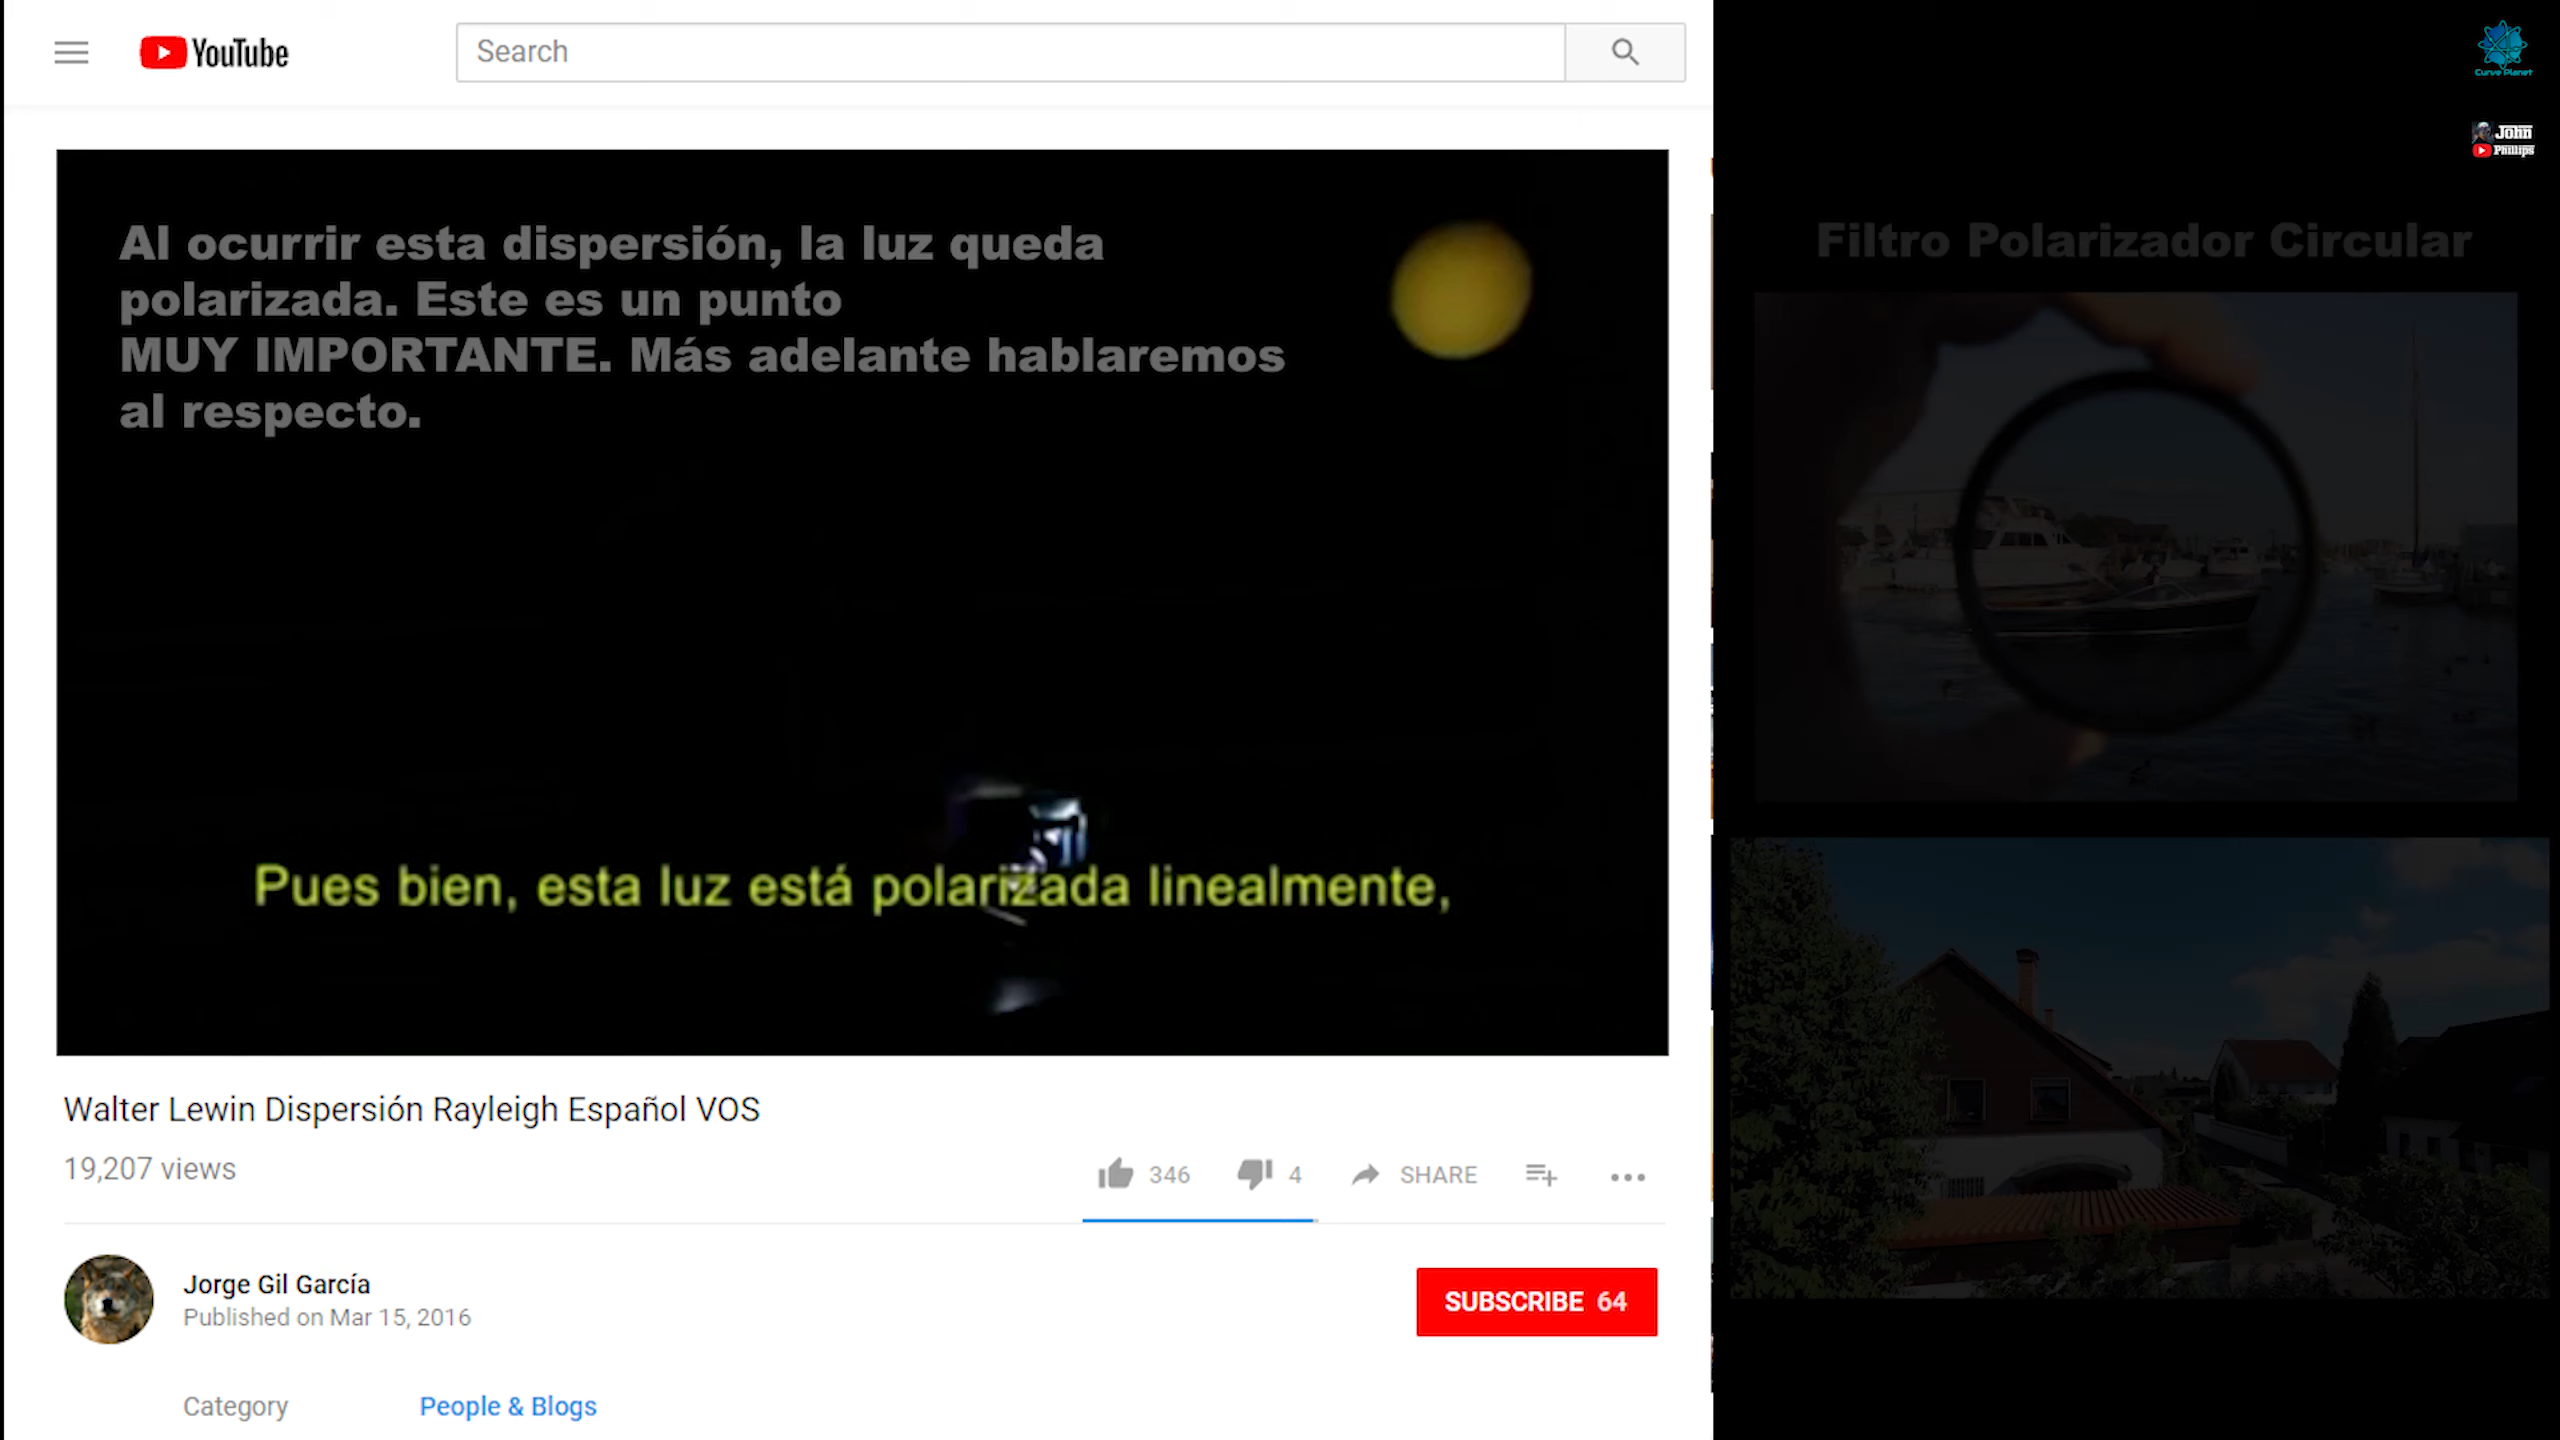 YouTube
Search
Al ocurrir esta dispersión, la luz queda
polarizada. Este es un punto
MUY IMPORTANTE. Más adelante hablaremos
al respecto.
Pues bien, esta luz está polarizada linealmente,
Walter Lewin Dispersión Rayleigh Español VOS
19,207 views
346
4
SHARE
Jorge Gil García
Published on Mar 15, 2016
SUBSCRIBE 64
Category
People & Blogs
Curve Planet
John
Phillips
Filtro Polarizador Circular